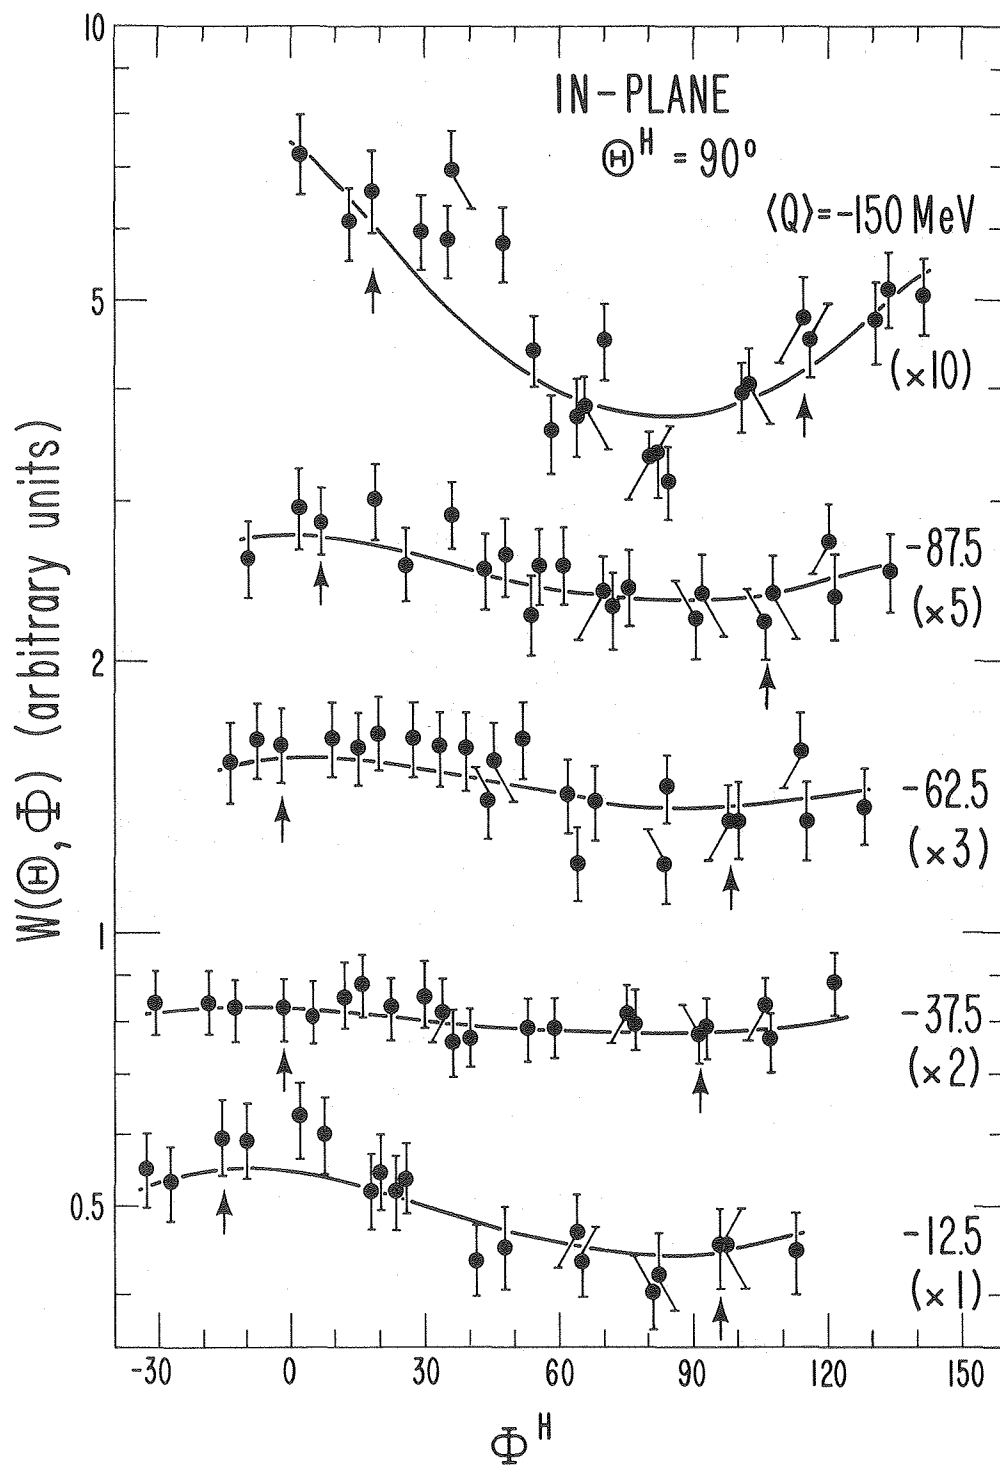 10
IN-PLANE
Θ^H = 90°
⟨Q⟩ = -150 MeV
(×10)
5
-87.5
(×5)
2
-62.5
(×3)
1
-37.5
(×2)
0.5
-12.5
(×1)
-30 0 30 60 90 120 150
Φ^H
W(Θ, Φ) (arbitrary units)